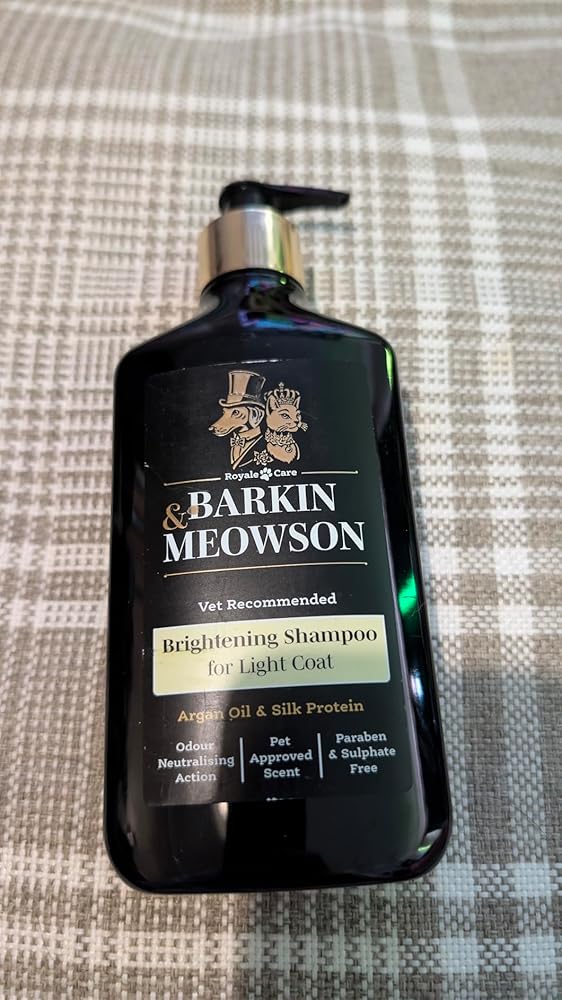 Royale Care
& BARKIN
MEOWSON
Vet Recommended
Brightening Shampoo
for Light Coat
Argan Oil & Silk Protein
Odour
Neutralising
Action
Pet
Approved
Scent
Paraben
& Sulphate
Free